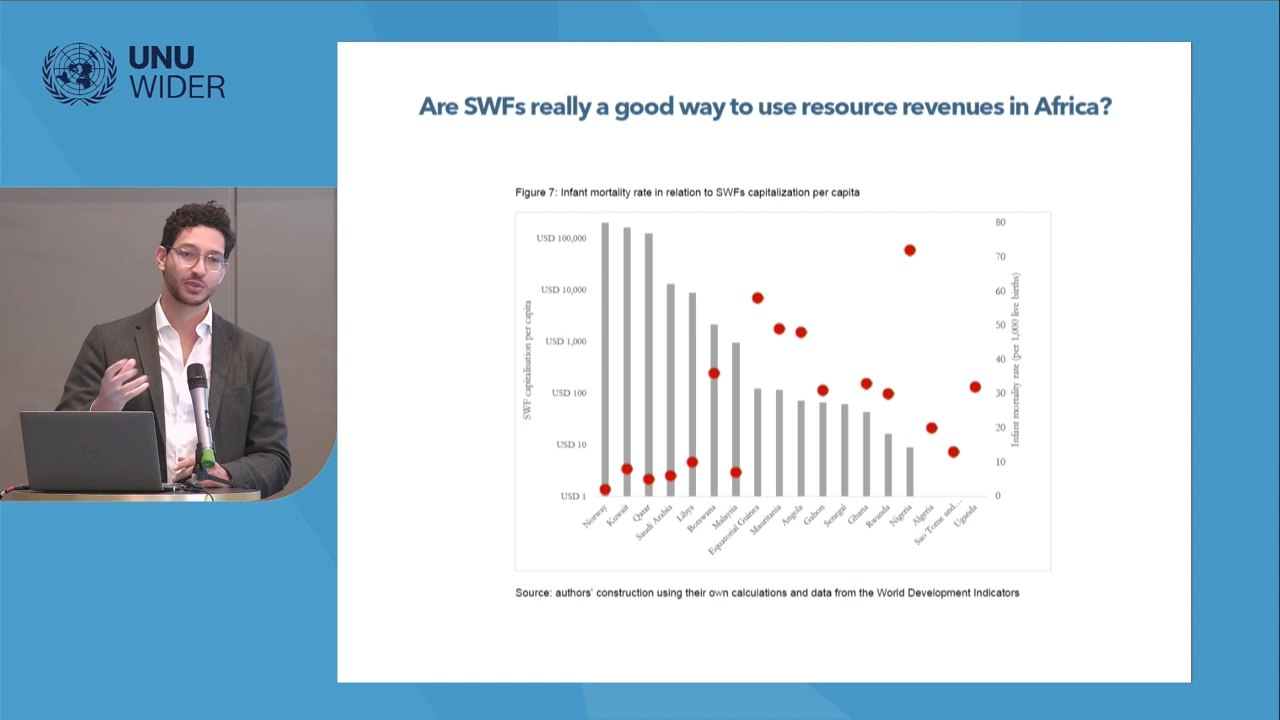 UNU
WIDER
Are SWFs really a good way to use resource revenues in Africa?
Figure 7: Infant mortality rate in relation to SWFs capitalization per capita
SWF capitalisation per capita
USD 100,000
USD 10,000
USD 1,000
USD 100
USD 10
USD 1
80
70
60
50
40
30
20
10
0
Infant mortality rate (per 1,000 live births)
Norway
Kuwait
Qatar
Saudi Arabia
Libya
Botswana
Malaysia
Equatorial Guinea
Mauritania
Angola
Gabon
Senegal
Ghana
Rwanda
Nigeria
Algeria
Sao Tome and…
Uganda
Source: authors' construction using their own calculations and data from the World Development Indicators